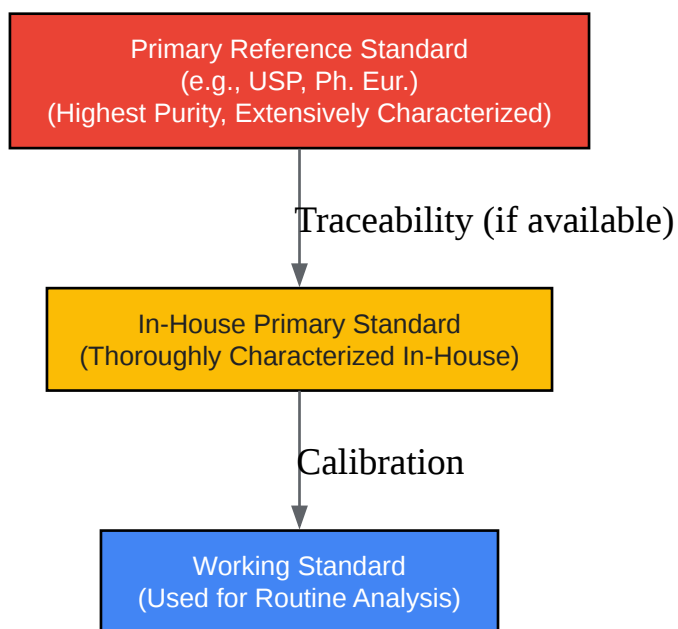 Primary Reference Standard
(e.g., USP, Ph. Eur.)
(Highest Purity, Extensively Characterized)
Traceability (if available)
In-House Primary Standard
(Thoroughly Characterized In-House)
Calibration
Working Standard
(Used for Routine Analysis)